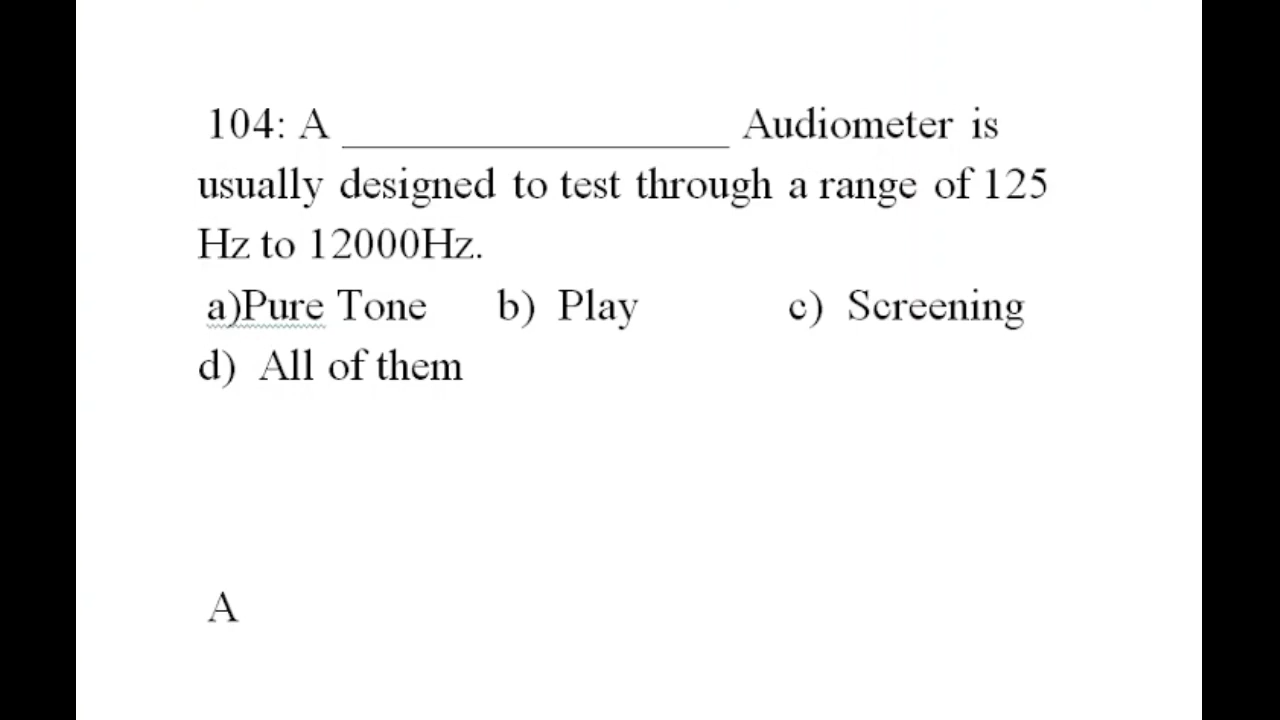 104: A ________________ Audiometer is
usually designed to test through a range of 125
Hz to 12000Hz.
a)Pure Tone b) Play c) Screening
d) All of them
A